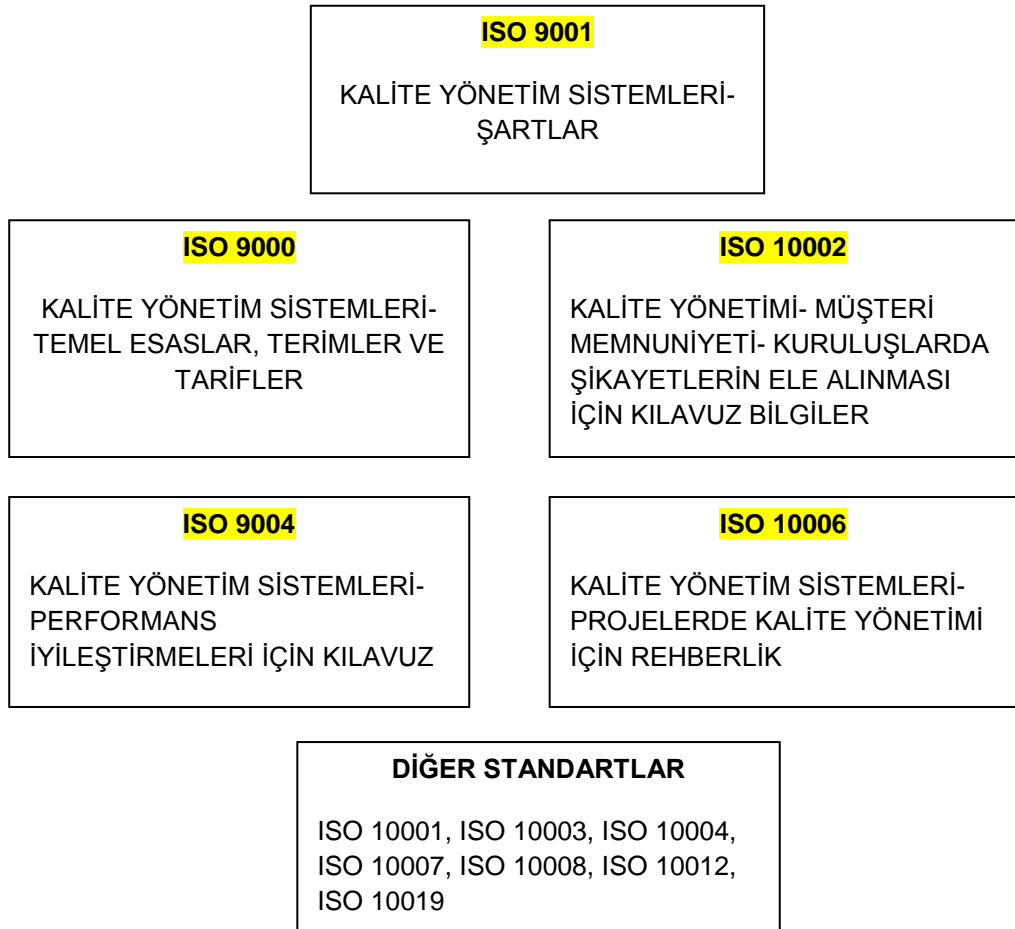 ISO 9001
KALİTE YÖNETİM SİSTEMLERİ-
ŞARTLAR
ISO 9000
KALİTE YÖNETİM SİSTEMLERİ-
TEMEL ESASLAR, TERİMLER VE
TARİFLER
ISO 10002
KALİTE YÖNETİMİ- MÜŞTERİ
MEMNUNİYETİ- KURULUŞLARDA
ŞİKAYETLERİN ELE ALINMASI
İÇİN KILAVUZ BİLGİLER
ISO 9004
KALİTE YÖNETİM SİSTEMLERİ-
PERFORMANS
İYİLEŞTİRMELERİ İÇİN KILAVUZ
ISO 10006
KALİTE YÖNETİM SİSTEMLERİ-
PROJELERDE KALİTE YÖNETİMİ
İÇİN REHBERLİK
DİĞER STANDARTLAR
ISO 10001, ISO 10003, ISO 10004,
ISO 10007, ISO 10008, ISO 10012,
ISO 10019